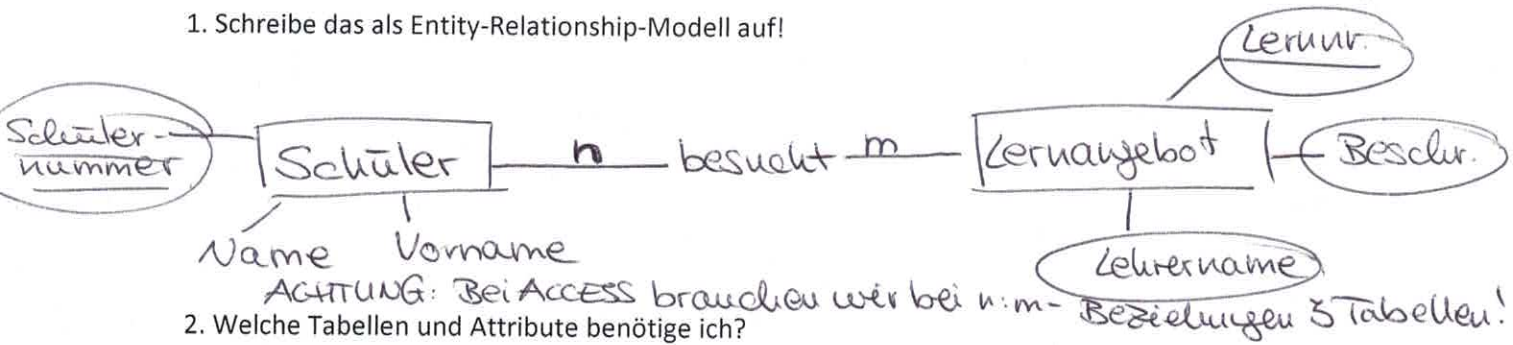 1. Schreibe das als Entity-Relationship-Modell auf!
Lernnr.
Schüler-
nummer
Schüler
n
besucht
m
Lernangebot
Beschr.
Name
Vorname
Lehrername
ACHTUNG: Bei ACCESS brauchen wir bei n:m- Beziehungen 3 Tabellen!
2. Welche Tabellen und Attribute benötige ich?